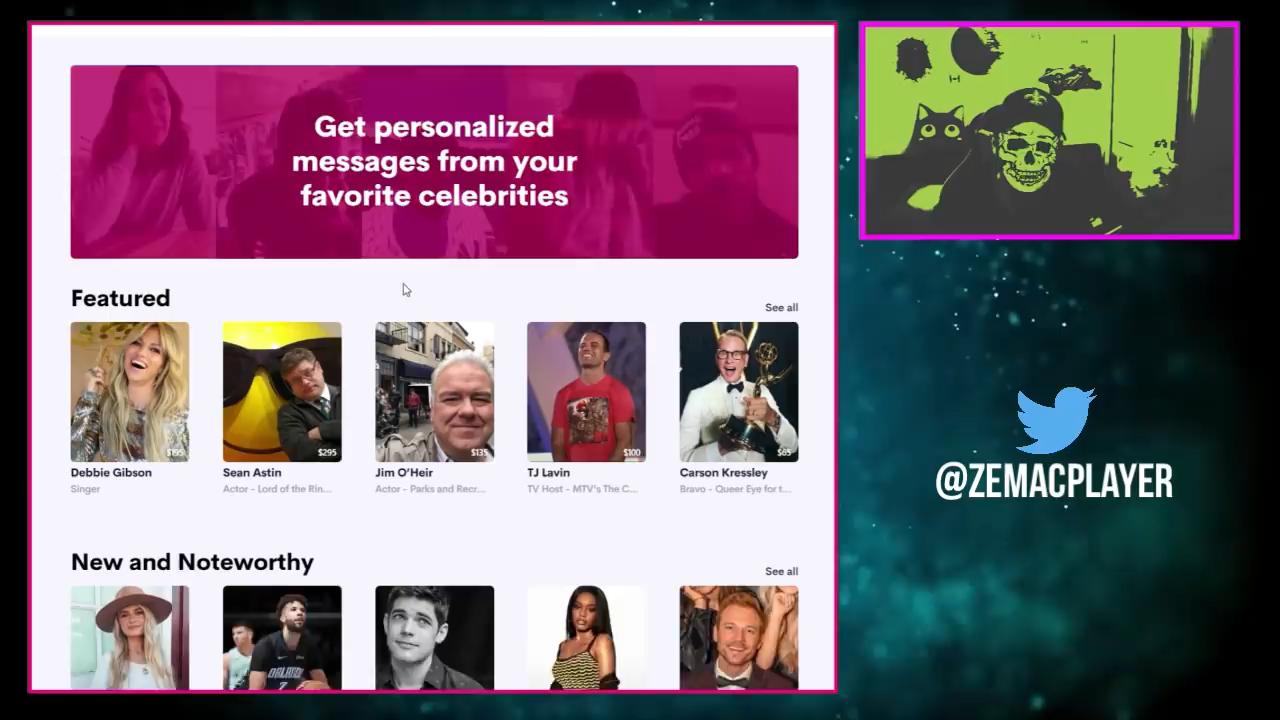 Get personalized
messages from your
favorite celebrities
Featured
See all
$195
$295
$135
$100
$65
Debbie Gibson
Sean Astin
Jim O'Heir
TJ Lavin
Carson Kressley
Singer
Actor - Lord of the Rin...
Actor - Parks and Recr...
TV Host - MTV's The C...
Bravo - Queer Eye for t...
New and Noteworthy
See all
ORLANDO
@ZEMACPLAYER